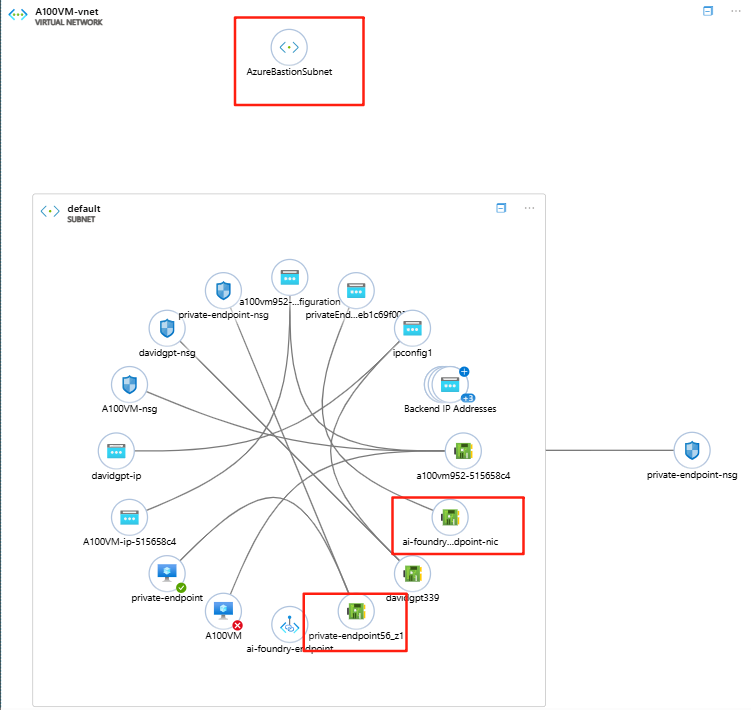 A100VM-vnet
VIRTUAL NETWORK
AzureBastionSubnet
default
SUBNET
a100vm952-...figuration
private-endpoint-nsg
privateEnd...eb1c69f00
davidgpt-nsg
ipconfig1
A100VM-nsg
+3
Backend IP Addresses
davidgpt-ip
a100vm952-515658c4
private-endpoint-nsg
A100VM-ip-515658c4
ai-foundry...dpoint-nic
private-endpoint
davidgpt339
A100VM
private-endpoint56_z1
ai-foundry-endpoint